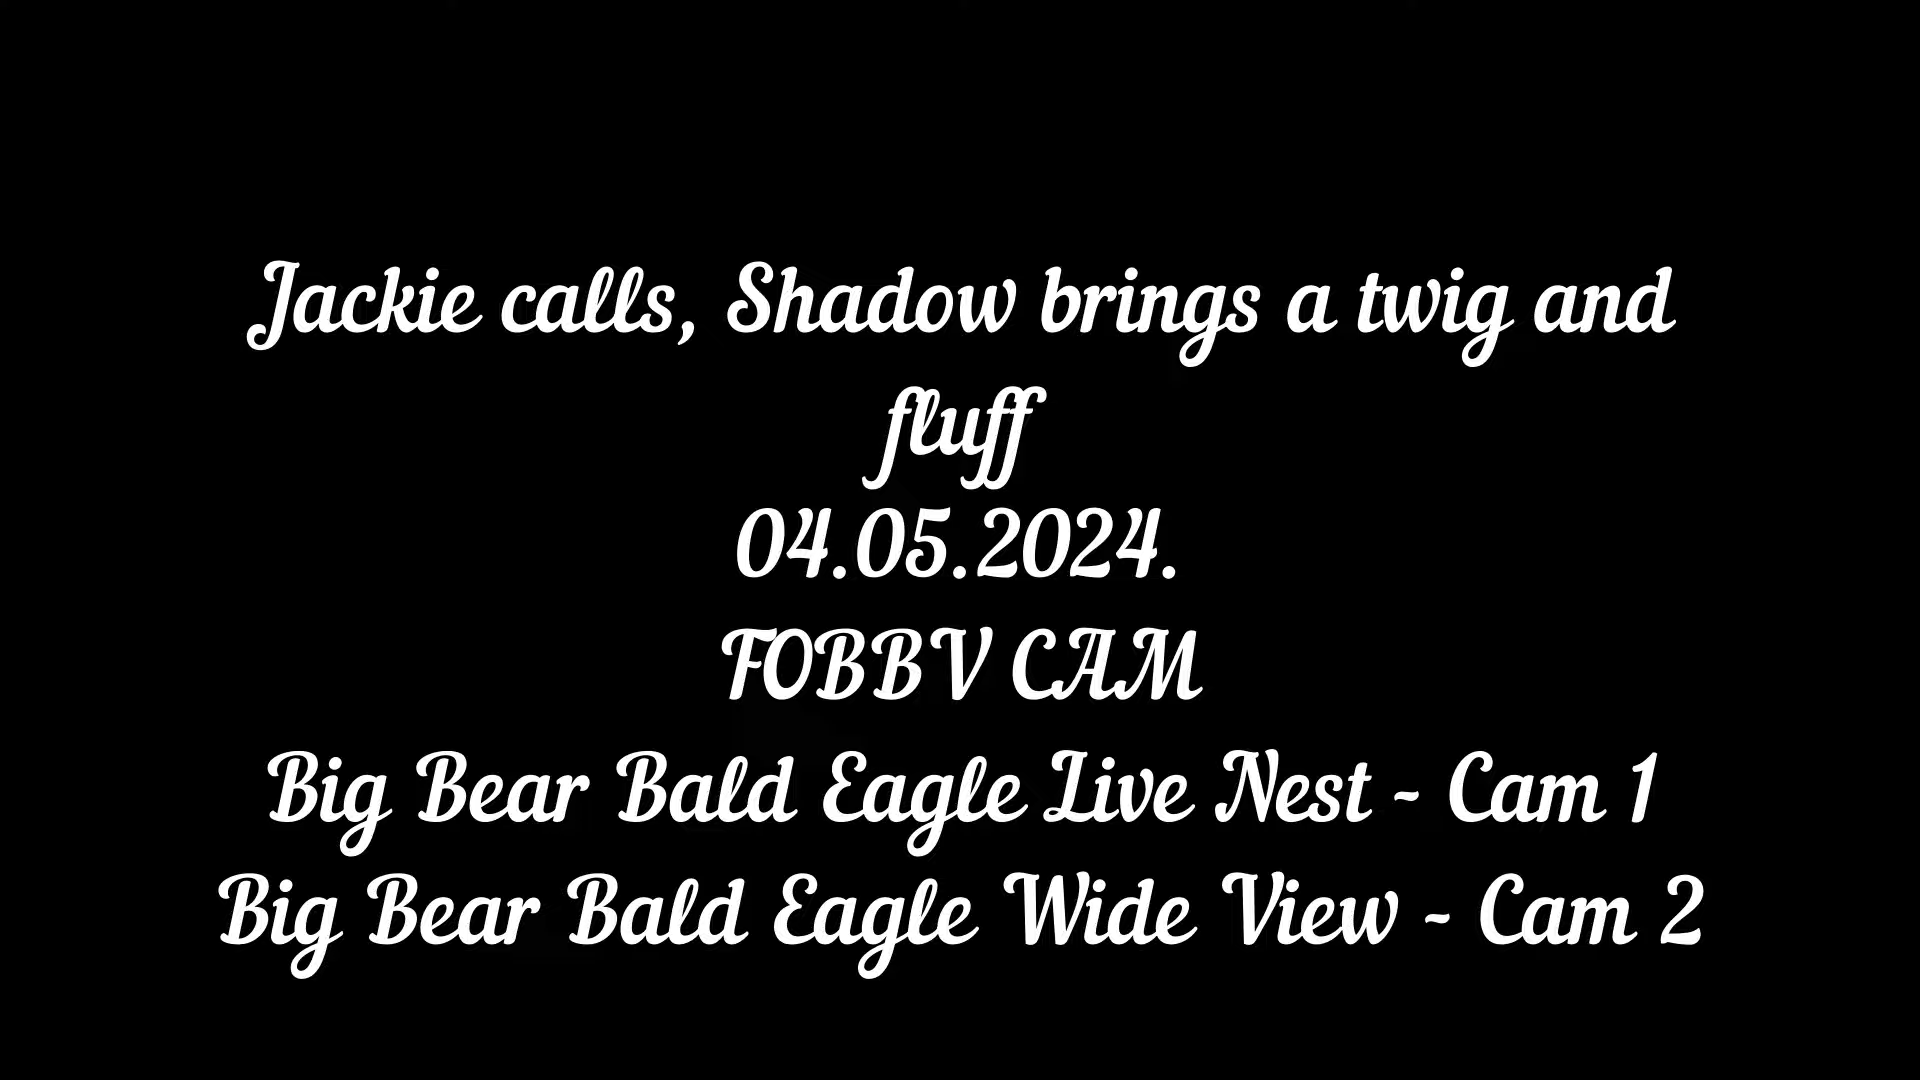 Jackie calls, Shadow brings a twig and
fluff
04.05.2024.
FOBBV CAM
Big Bear Bald Eagle Live Nest - Cam 1
Big Bear Bald Eagle Wide View - Cam 2